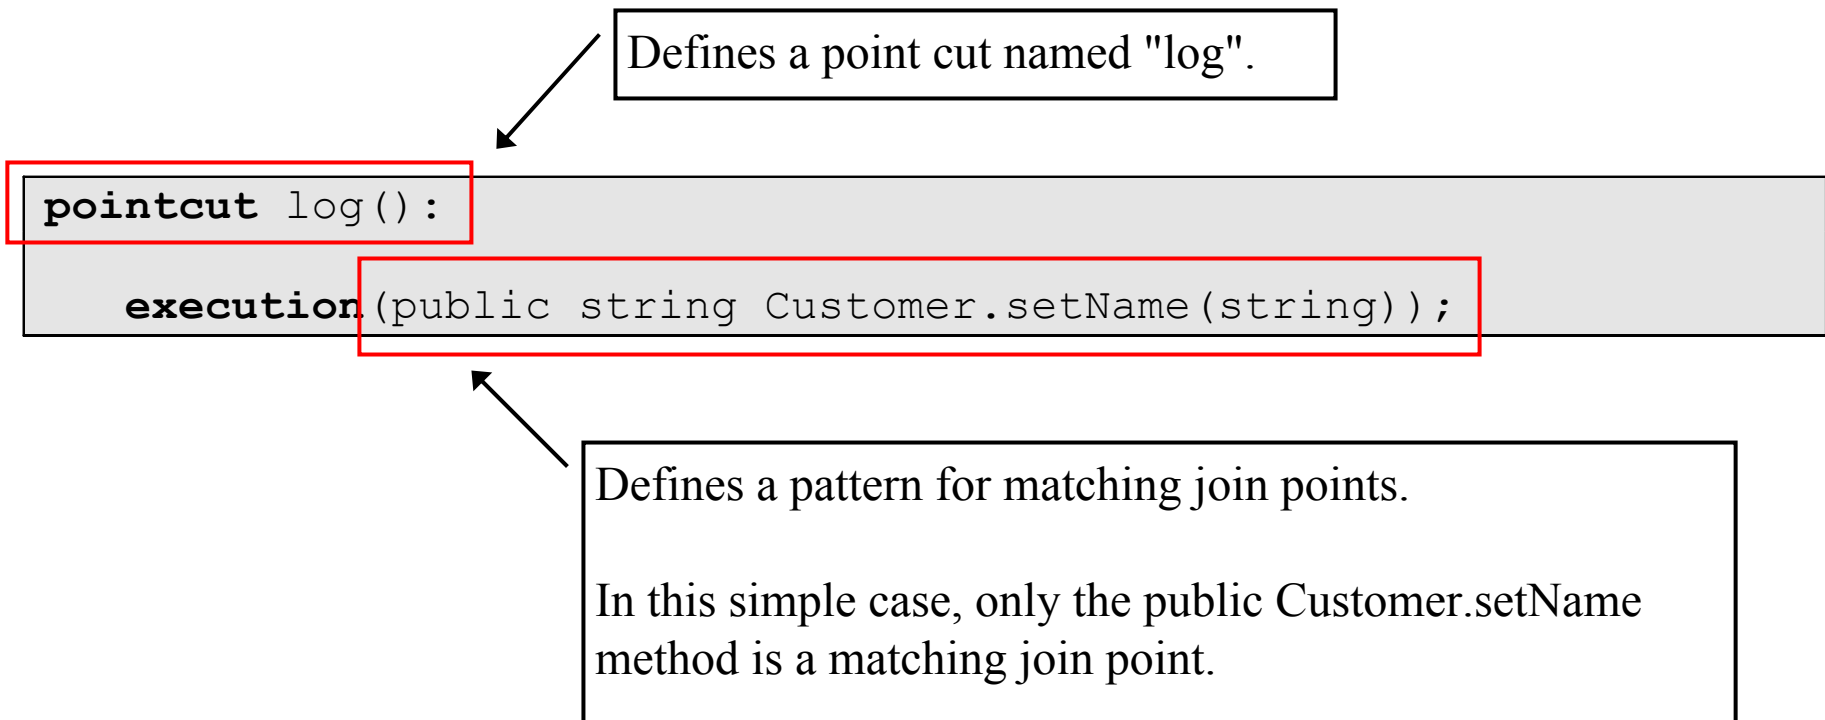 Defines a point cut named "log".
pointcut log():
execution(public string Customer.setName(string));
Defines a pattern for matching join points.
In this simple case, only the public Customer.setName
method is a matching join point.